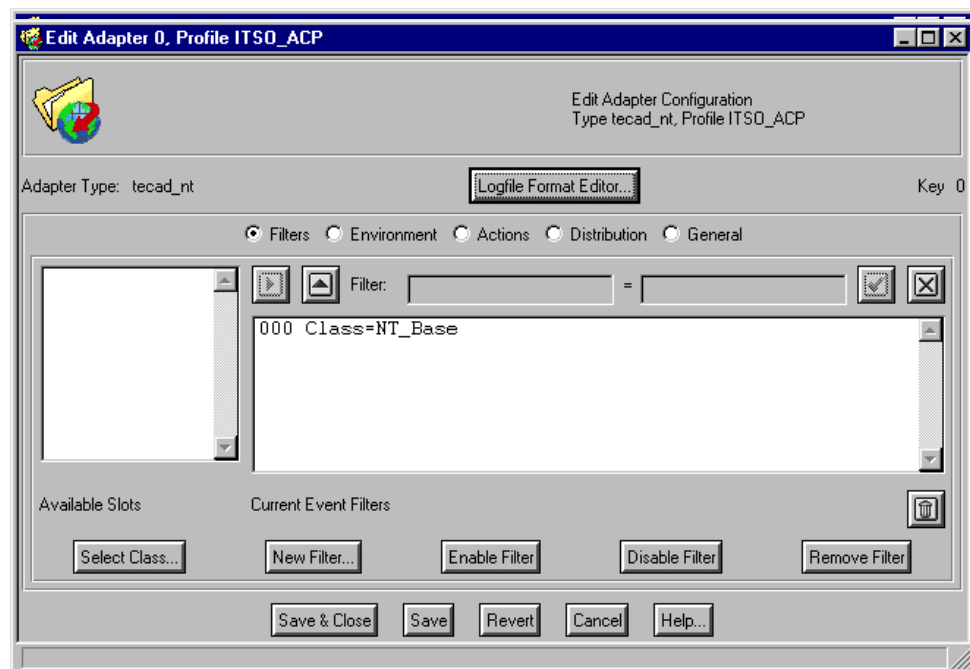 Edit Adapter 0, Profile ITSO_ACP
Edit Adapter Configuration
Type tecad_nt, Profile ITSO_ACP
Adapter Type: tecad_nt
Logfile Format Editor...
Key 0
Filters Environment Actions Distribution General
Filter: =
000 Class=NT_Base
Available Slots
Current Event Filters
Select Class... New Filter... Enable Filter Disable Filter Remove Filter
Save & Close Save Revert Cancel Help...